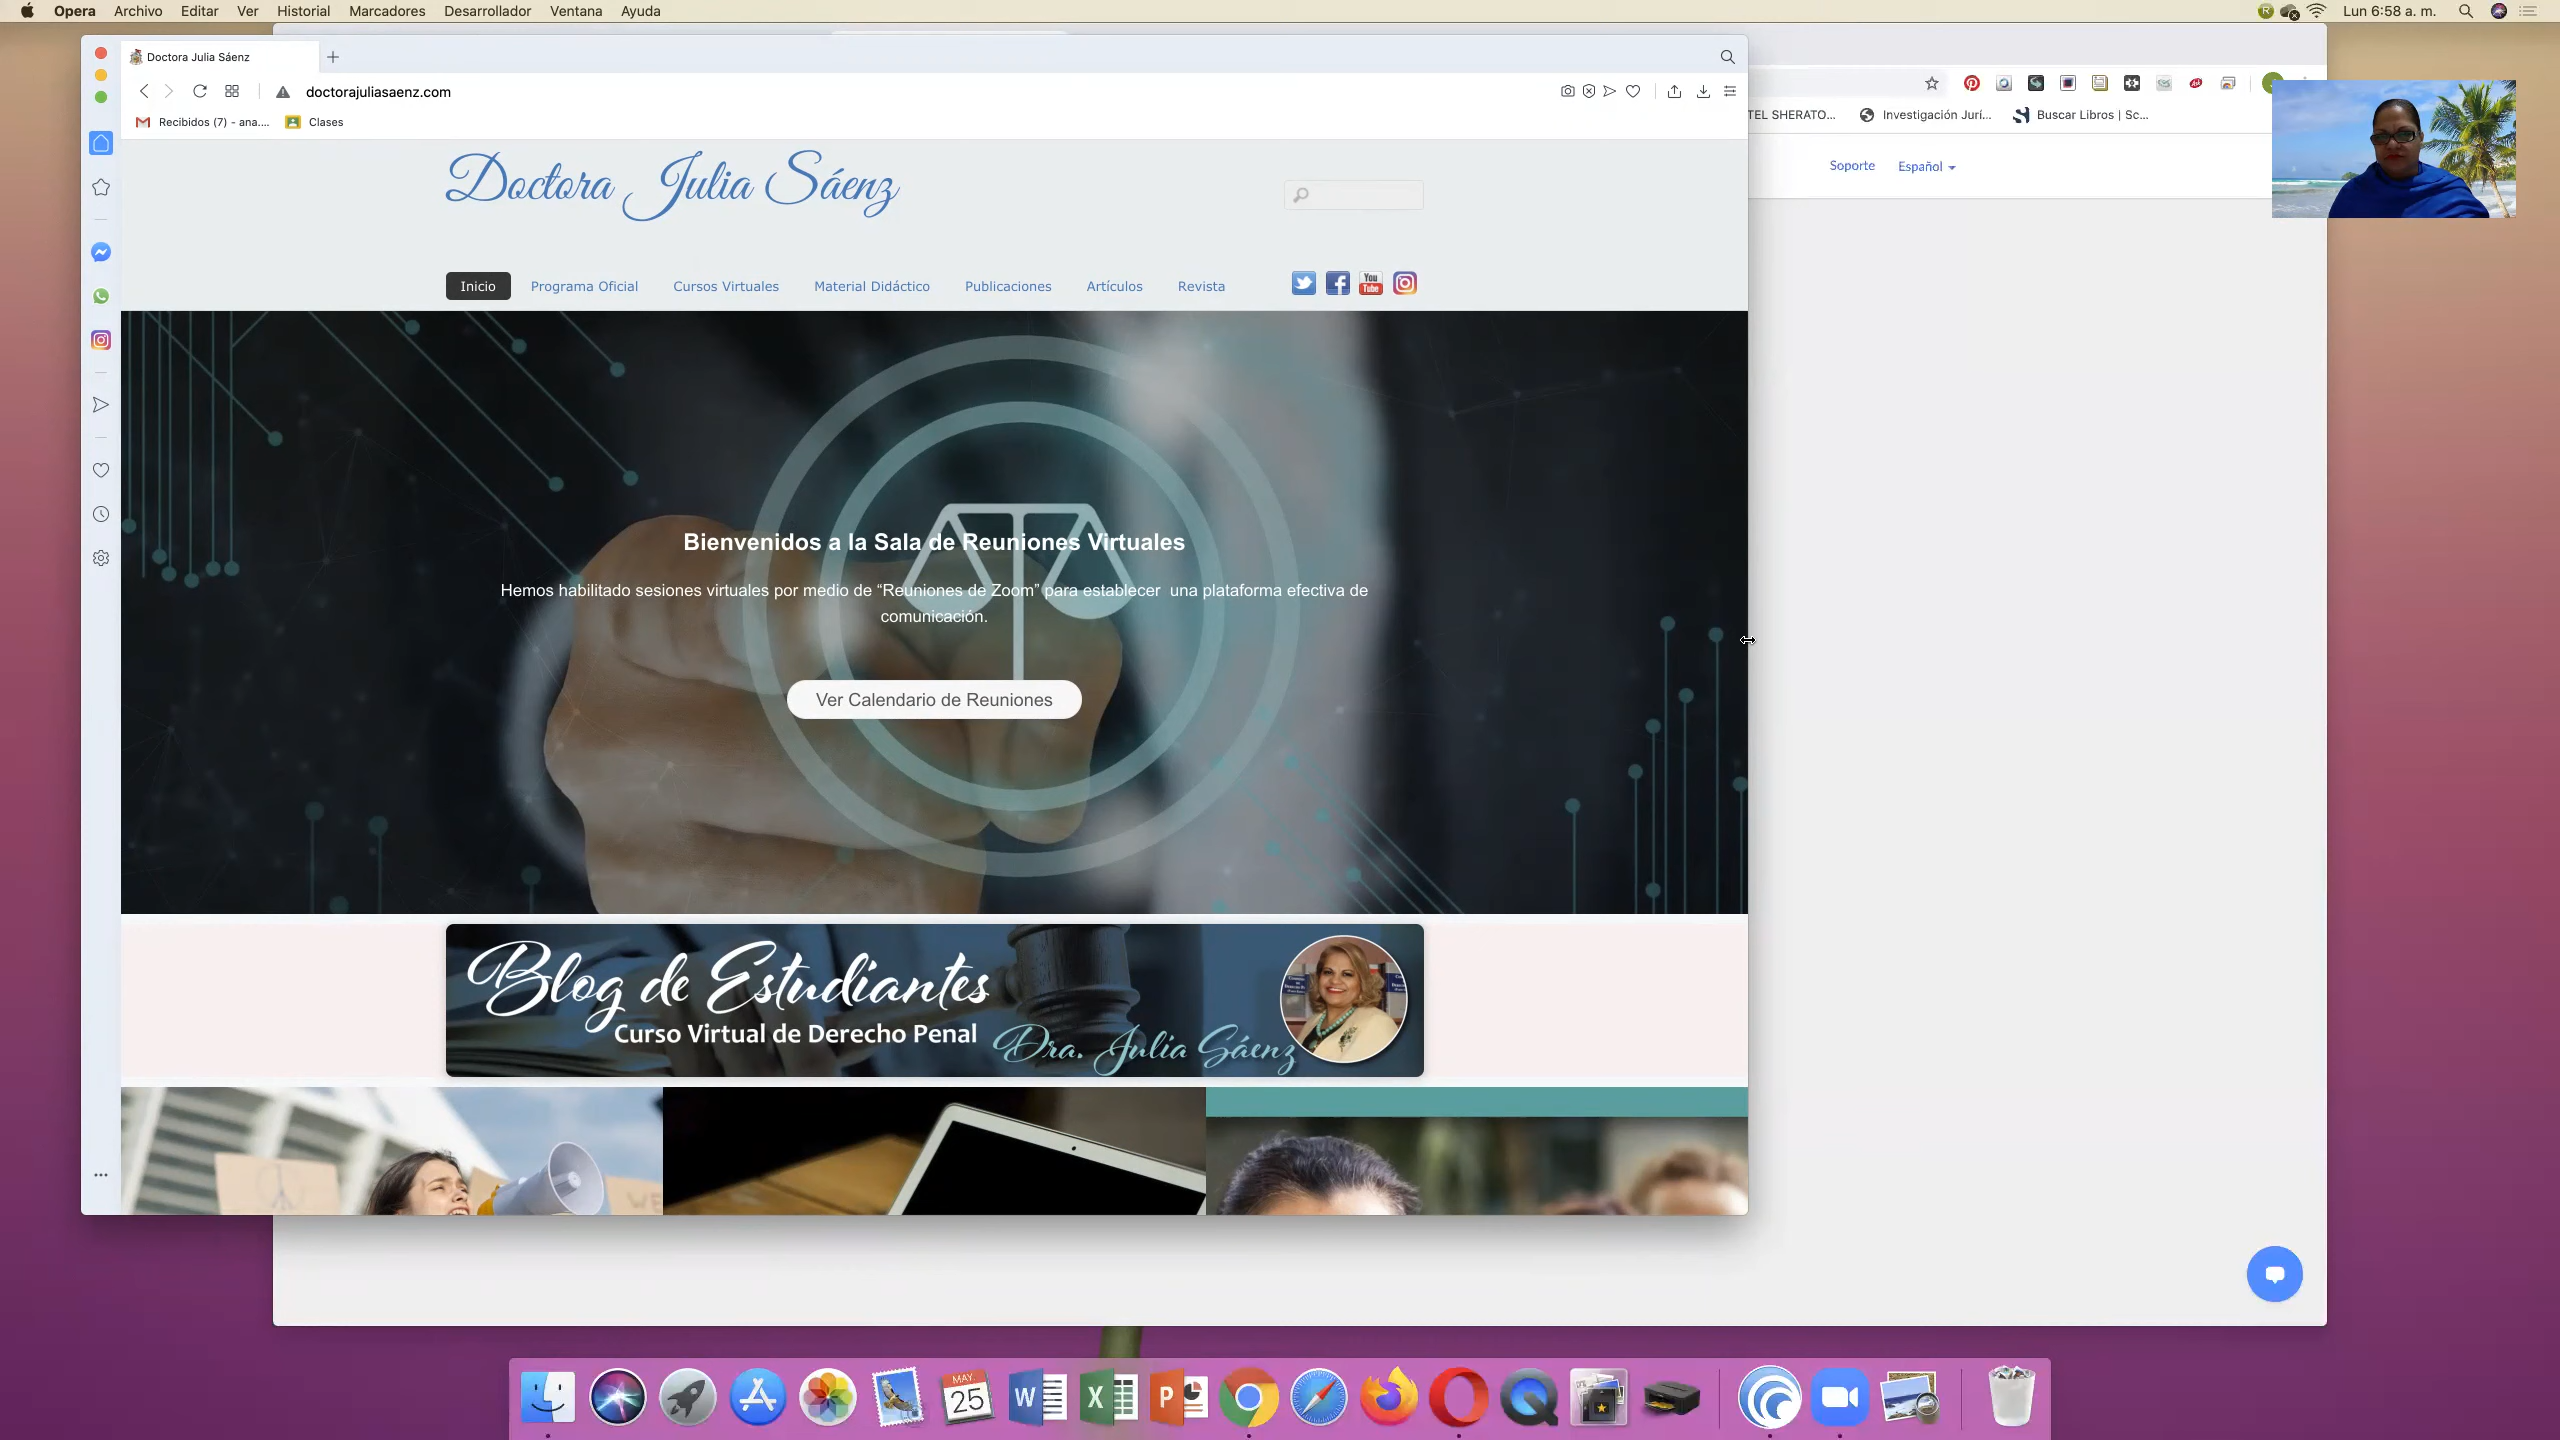 Opera Archivo Editar Ver Historial Marcadores Desarrollador Ventana Ayuda
Lun 6:58 a. m.
Doctora Julia Sáenz
doctorajuliasaenz.com
Recibidos (7) - ana.... Clases
TEL SHERATO... Investigación Jurí... Buscar Libros | Sc...
Soporte Español
Doctora Julia Sáenz
Inicio Programa Oficial Cursos Virtuales Material Didáctico Publicaciones Artículos Revista
You Tube
Bienvenidos a la Sala de Reuniones Virtuales
Hemos habilitado sesiones virtuales por medio de “Reuniones de Zoom” para establecer una plataforma efectiva de
comunicación.
Ver Calendario de Reuniones
Blog de Estudiantes
Curso Virtual de Derecho Penal
Dra. Julia Sáenz
MAY.
25
W X P